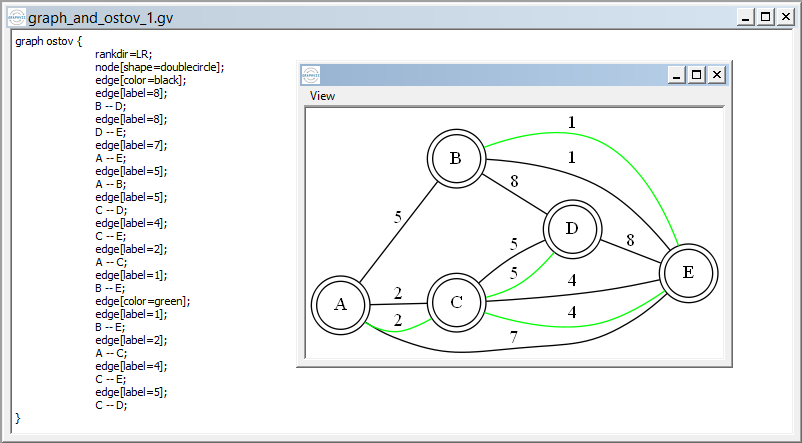 graph_and_ostov_1.gv
graph ostov {
rankdir=LR;
node[shape=doublecircle];
edge[color=black];
edge[label=8];
B -- D;
edge[label=8];
D -- E;
edge[label=7];
A -- E;
edge[label=5];
A -- B;
edge[label=5];
C -- D;
edge[label=4];
C -- E;
edge[label=2];
A -- C;
edge[label=1];
B -- E;
edge[color=green];
edge[label=1];
B -- E;
edge[label=2];
A -- C;
edge[label=4];
C -- E;
edge[label=5];
C -- D;
}
View
1
B
1
8
5
D
5
8
5
E
2
4
A
C
2
4
7